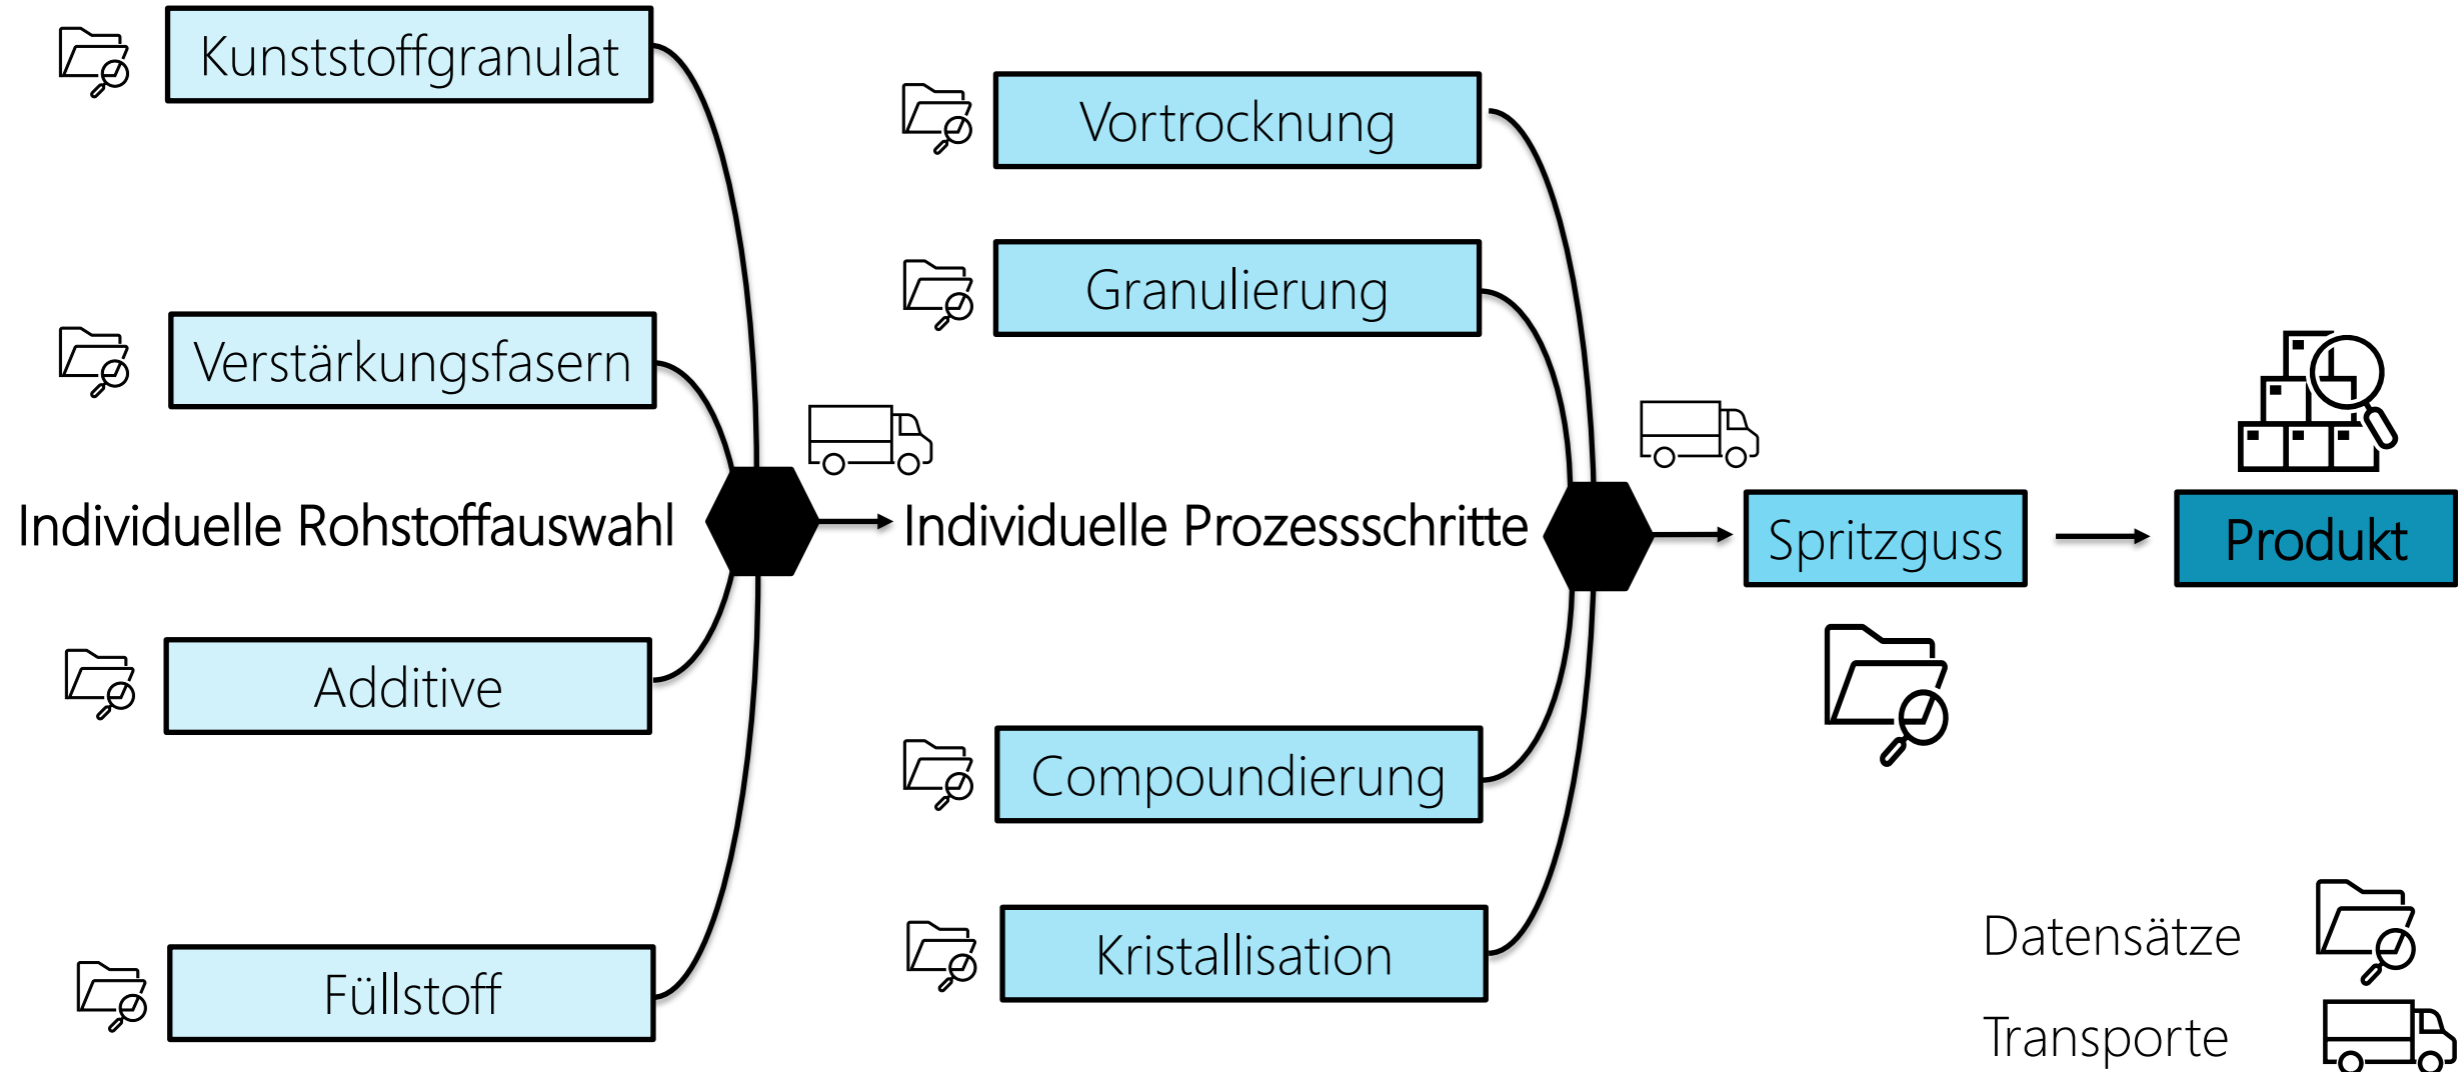 Kunststoffgranulat
Verstärkungsfasern
Individuelle Rohstoffauswahl
Additive
Füllstoff
Vortrocknung
Granulierung
Individuelle Prozessschritte
Compoundierung
Kristallisation
Spritzguss
Produkt
Datensätze
Transporte